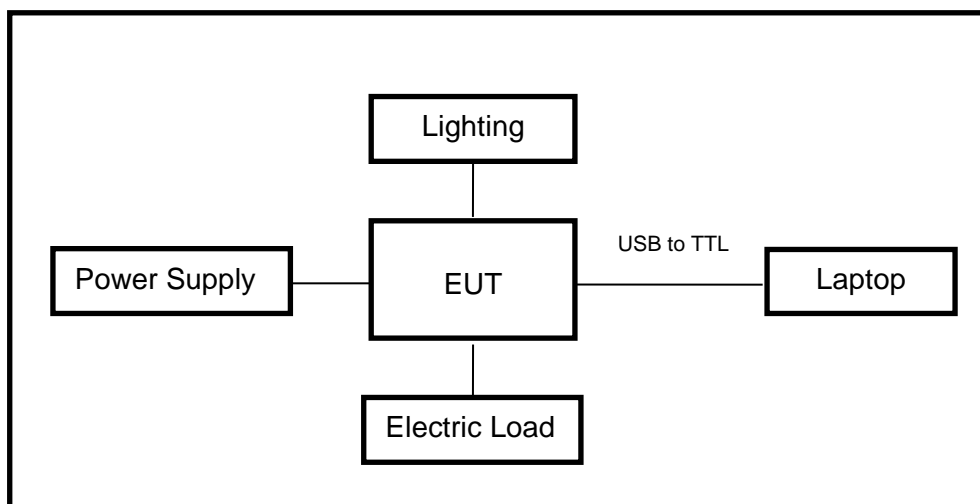 Lighting
USB to TTL
Power Supply
EUT
Laptop
Electric Load